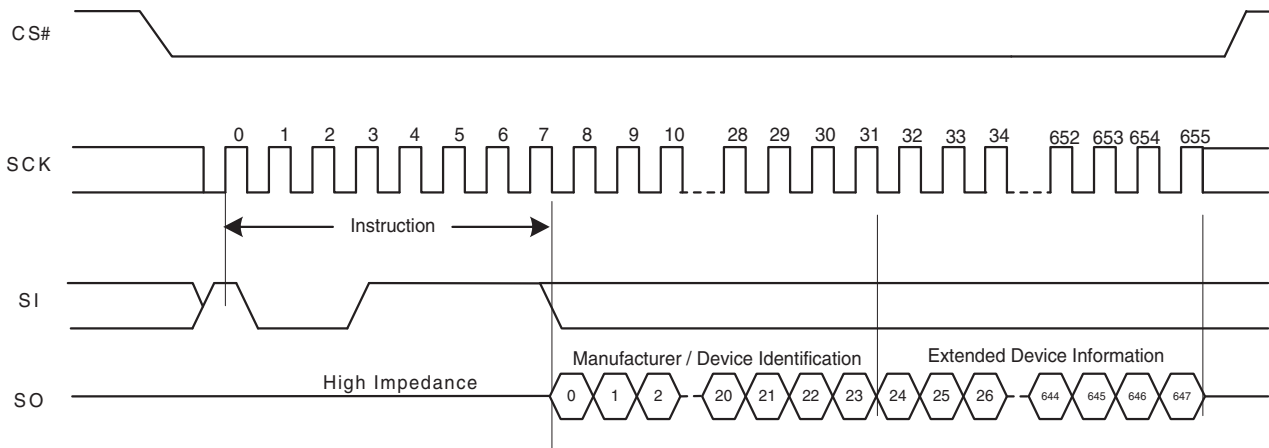 CS#
SCK
0 1 2 3 4 5 6 7 8 9 10 28 29 30 31 32 33 34 652 653 654 655
Instruction
SI
Manufacturer / Device Identification Extended Device Information
SO
High Impedance
0 1 2 20 21 22 23 24 25 26 644 645 646 647